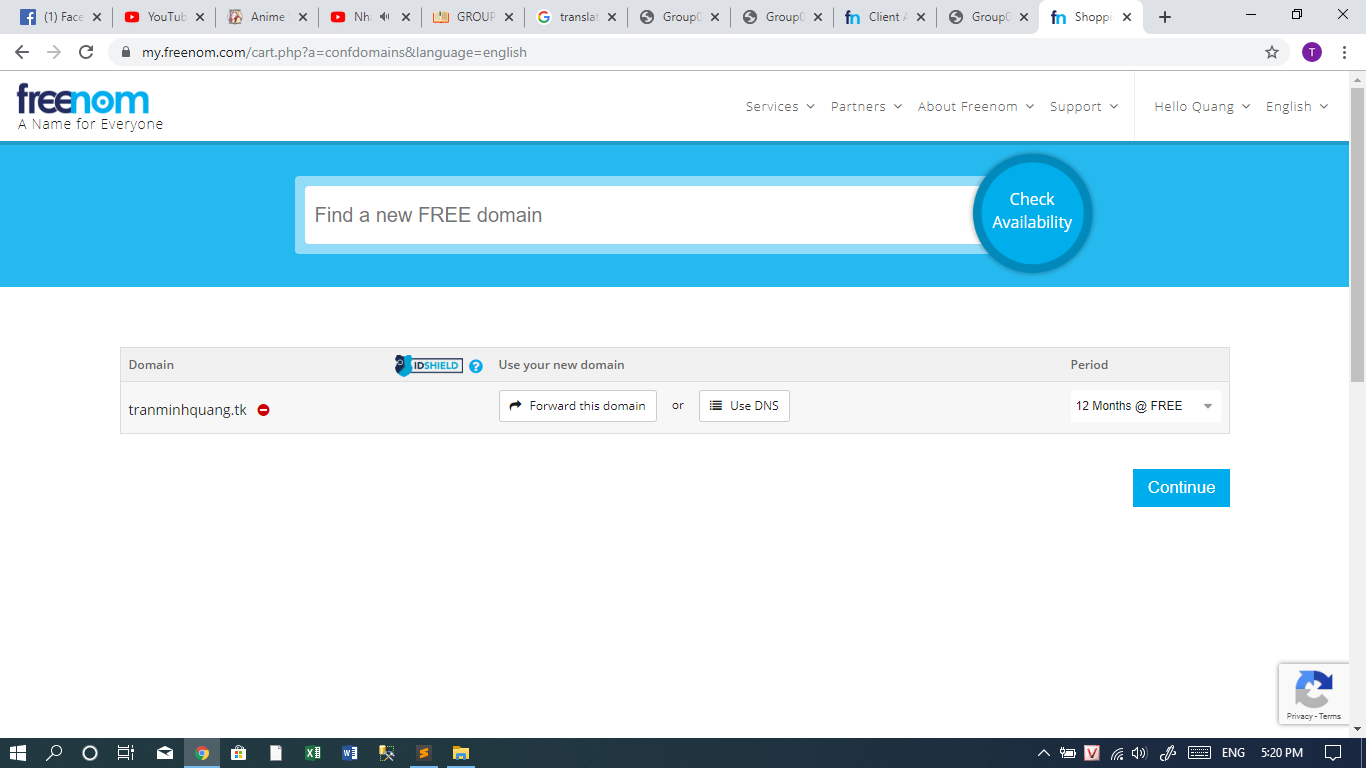 (1) Face
YouTub
Anime
Nh
GROUP
translat
Group0
Group0
Client A
Group0
Shoppi
my.freenom.com/cart.php?a=confdomains&language=english
T
freenom
A Name for Everyone
Services
Partners
About Freenom
Support
Hello Quang
English
Find a new FREE domain
Check
Availability
Domain
IDSHIELD
?
Use your new domain
Period
tranminhquang.tk
Forward this domain
or
Use DNS
12 Months @ FREE
Continue
Privacy - Terms
V
ENG
5:20 PM